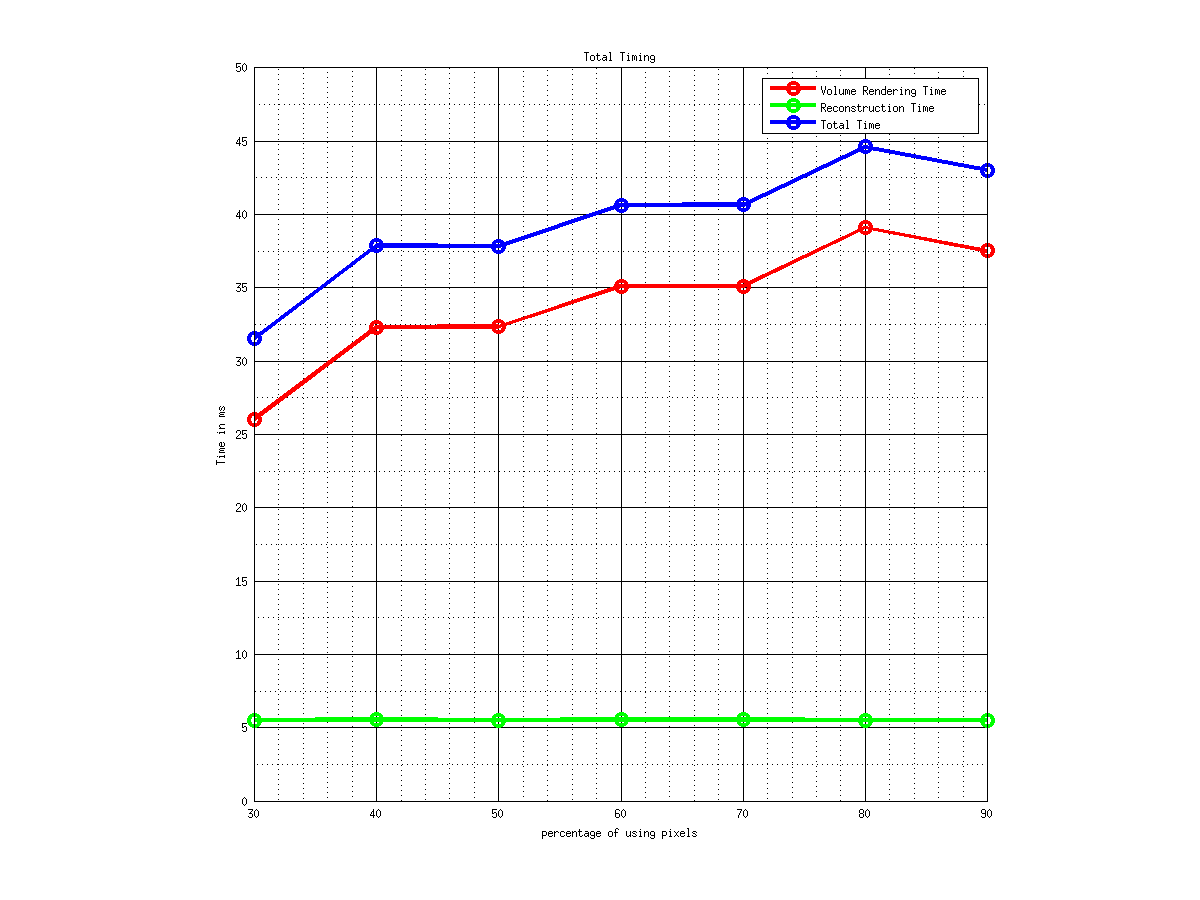 Total Timing
Volume Rendering Time
Reconstruction Time
Total Time
50
45
40
35
30
25
20
15
10
5
0
Time in ms
30 40 50 60 70 80 90
percentage of using pixels